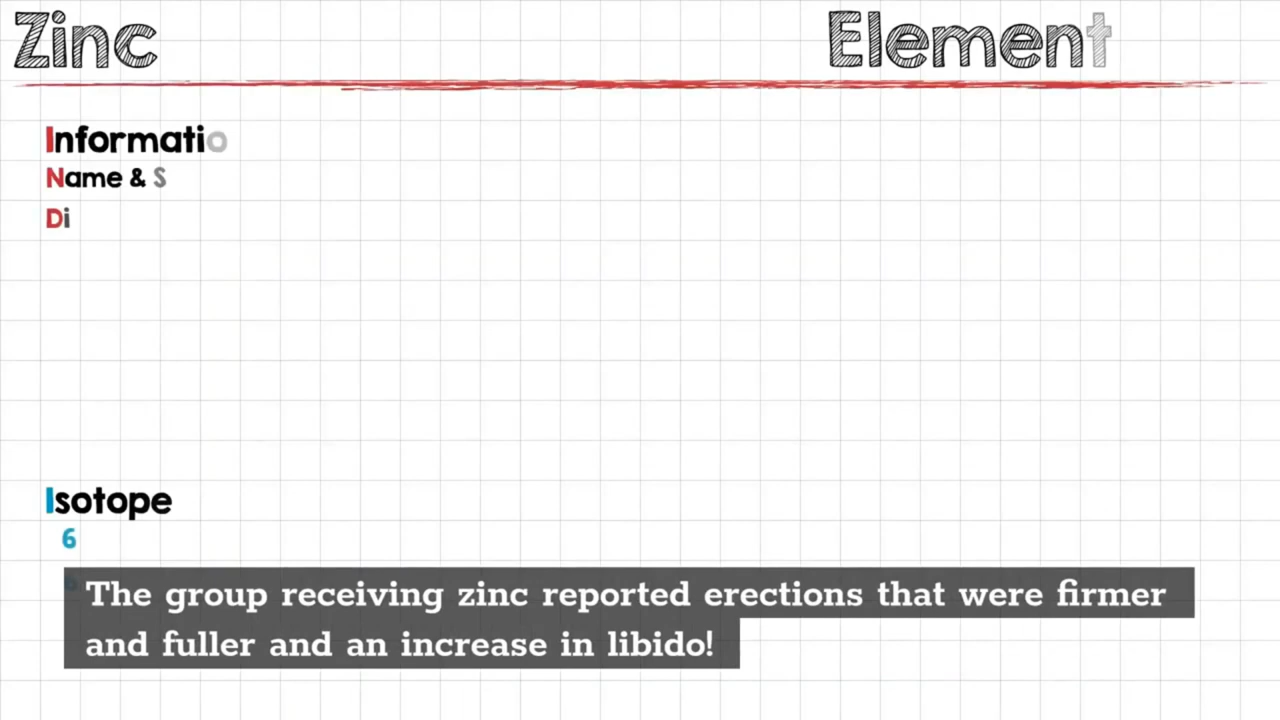 Zinc Element
Informatio
Name & S
Di
Isotope
6
The group receiving zinc reported erections that were firmer
and fuller and an increase in libido!